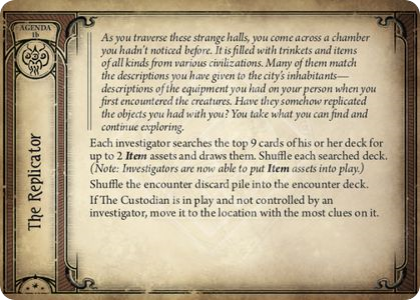 AGENDA
1b
The Replicator
As you traverse these strange halls, you come across a chamber
you hadn't noticed before. It is filled with trinkets and items
of all kinds from various civilizations. Many of them match
the descriptions you have given to the city's inhabitants—
descriptions of the equipment you had on your person when you
first encountered the creatures. Have they somehow replicated
the objects you had with you? You take what you can find and
continue exploring.
Each investigator searches the top 9 cards of his or her deck for
up to 2 Item assets and draws them. Shuffle each searched deck.
(Note: Investigators are now able to put Item assets into play.)
Shuffle the encounter discard pile into the encounter deck.
If The Custodian is in play and not controlled by an
investigator, move it to the location with the most clues on it.